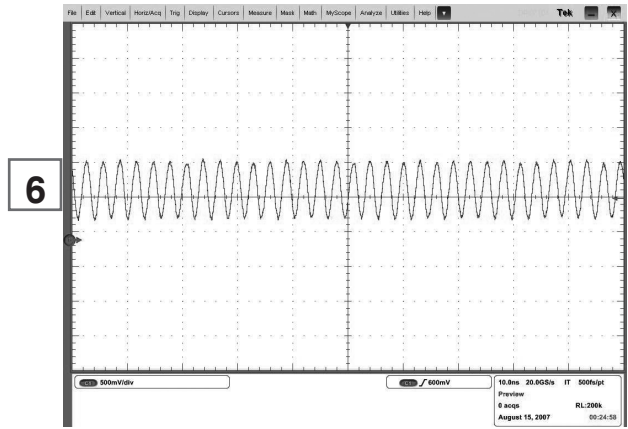 File Edit Vertical Horiz/Acq Trig Display Cursors Measure Mask Math MyScope Analyze Utilities Help Tek X
6
500mV/div
600mV
10.0ns 20.0GS/s IT 500fs/pt
Preview
0 acqs RL:200k
August 15, 2007 00:24:58